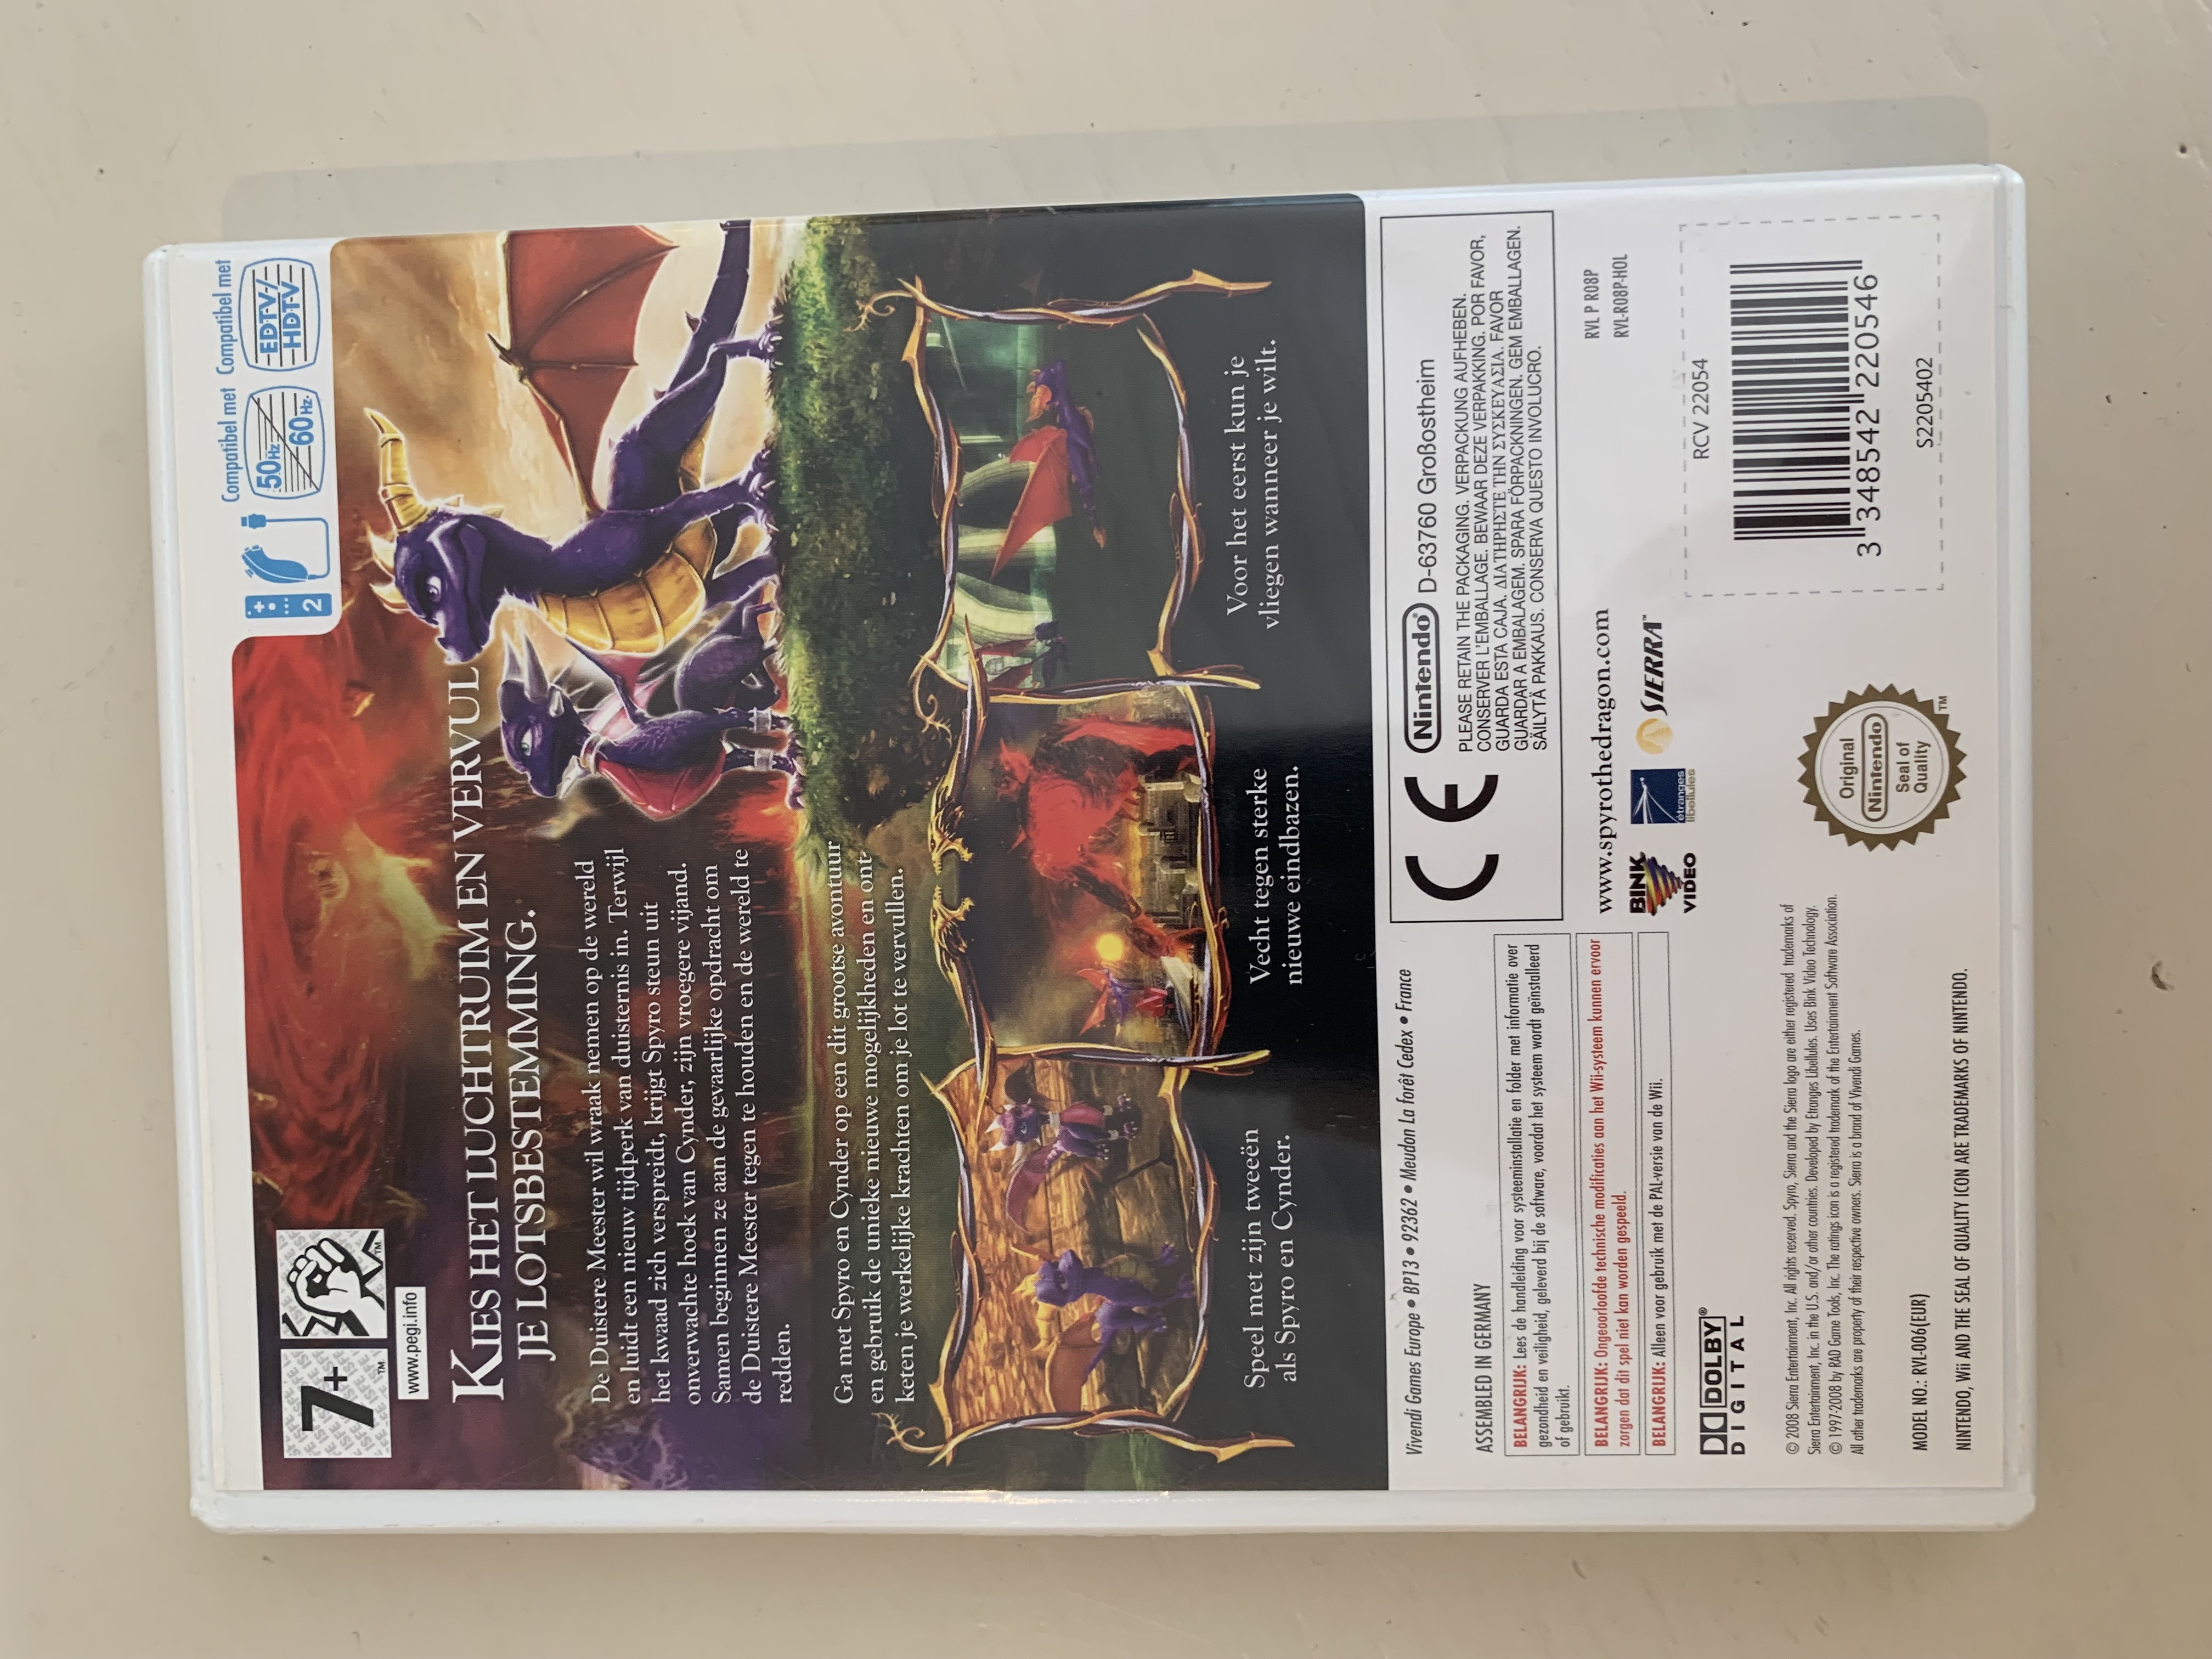 Compatibel met
Compatibel met
50Hz
60Hz
EDTV/
HDTV
2
7+
TM
TM
www.pegi.info
KIES HET LUCHTRUIM EN VERVUL
JE LOTSBESTEMMING.
De Duistere Meester wil wraak nemen op de wereld
en luidt een nieuw tijdperk van duisternis in. Terwijl
het kwaad zich verspreidt, krijgt Spyro steun uit
onverwachte hoek van Cynder, zijn vroegere vijand.
Samen beginnen ze aan de gevaarlijke opdracht om
de Duistere Meester tegen te houden en de wereld te
redden.
Ga met Spyro en Cynder op een dit grootse avontuur
en gebruik de unieke nieuwe mogelijkheden en ont-
keten je werkelijke krachten om je lot te vervullen.
Speel met zijn tweeën
als Spyro en Cynder.
Vecht tegen sterke
nieuwe eindbazen.
Voor het eerst kun je
vliegen wanneer je wilt.
Vivendi Games Europe • BP13 • 92362 • Meudon La forêt Cedex • France
ASSEMBLED IN GERMANY
BELANGRIJK: Lees de handleiding voor systeeminstallatie en folder met informatie over
gezondheid en veiligheid, geleverd bij de software, voordat het systeem wordt geïnstalleerd
of gebruikt.
BELANGRIJK: Ongeoorloofde technische modificaties aan het Wii-systeem kunnen ervoor
zorgen dat dit spel niet kan worden gespeeld.
BELANGRIJK: Alleen voor gebruik met de PAL-versie van de Wii.
CE
Nintendo® D-63760 Großostheim
PLEASE RETAIN THE PACKAGING. VERPACKUNG AUFHEBEN.
CONSERVER L'EMBALLAGE. BEWAAR DEZE VERPAKKING. POR FAVOR,
GUARDA ESTA CAJA. ΔΙΑΤΗΡΗΣΤΕ ΤΗΝ ΣΥΣΚΕΥΑΣΙΑ. FAVOR
GUARDAR A EMBALAGEM. SPARA FÖRPACKNINGEN. GEM EMBALLAGEN.
SÄILYTÄ PAKKAUS. CONSERVA QUESTO INVOLUCRO.
www.spyrothedragon.com
RVL P R08P
RVL-R08P-HOL
BINK
VIDEO
étranges
libellules
SIERRA™
DOLBY®
DIGITAL
RCV 22054
3 348542 220546
S2205402
© 2008 Sierra Entertainment, Inc. All rights reserved. Spyro, Sierra and the Sierra logo are either registered trademarks of
Sierra Entertainment, Inc. in the U.S. and/or other countries. Developed by Etranges Libellules. Uses Bink Video Technology.
© 1997-2008 by RAD Game Tools, Inc. The ratings icon is a registered trademark of the Entertainment Software Association.
All other trademarks are property of their respective owners. Sierra is a brand of Vivendi Games.
Original
Nintendo
Seal of
Quality
TM
MODEL NO.: RVL-006(EUR)
NINTENDO, Wii AND THE SEAL OF QUALITY ICON ARE TRADEMARKS OF NINTENDO.